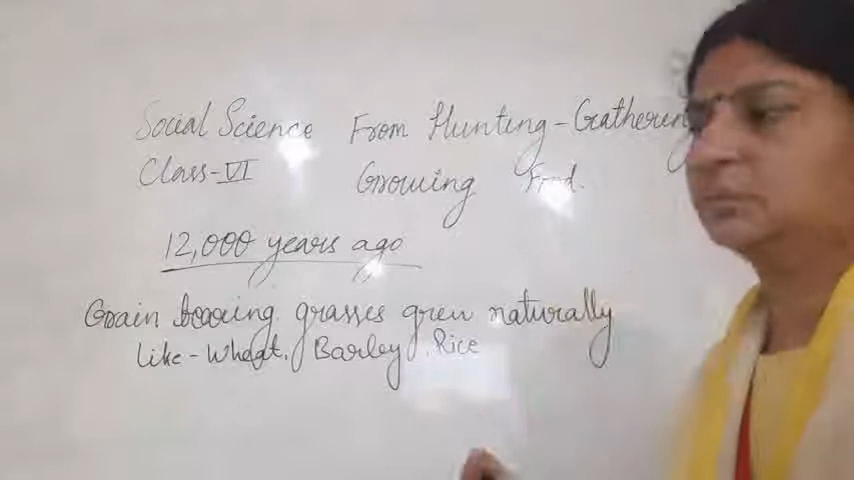 Social Science From Hunting-Gathering
Class-VI Growing Food.
12,000 years ago
Grain bearing grasses grew naturally
like - Wheat, Barley, Rice